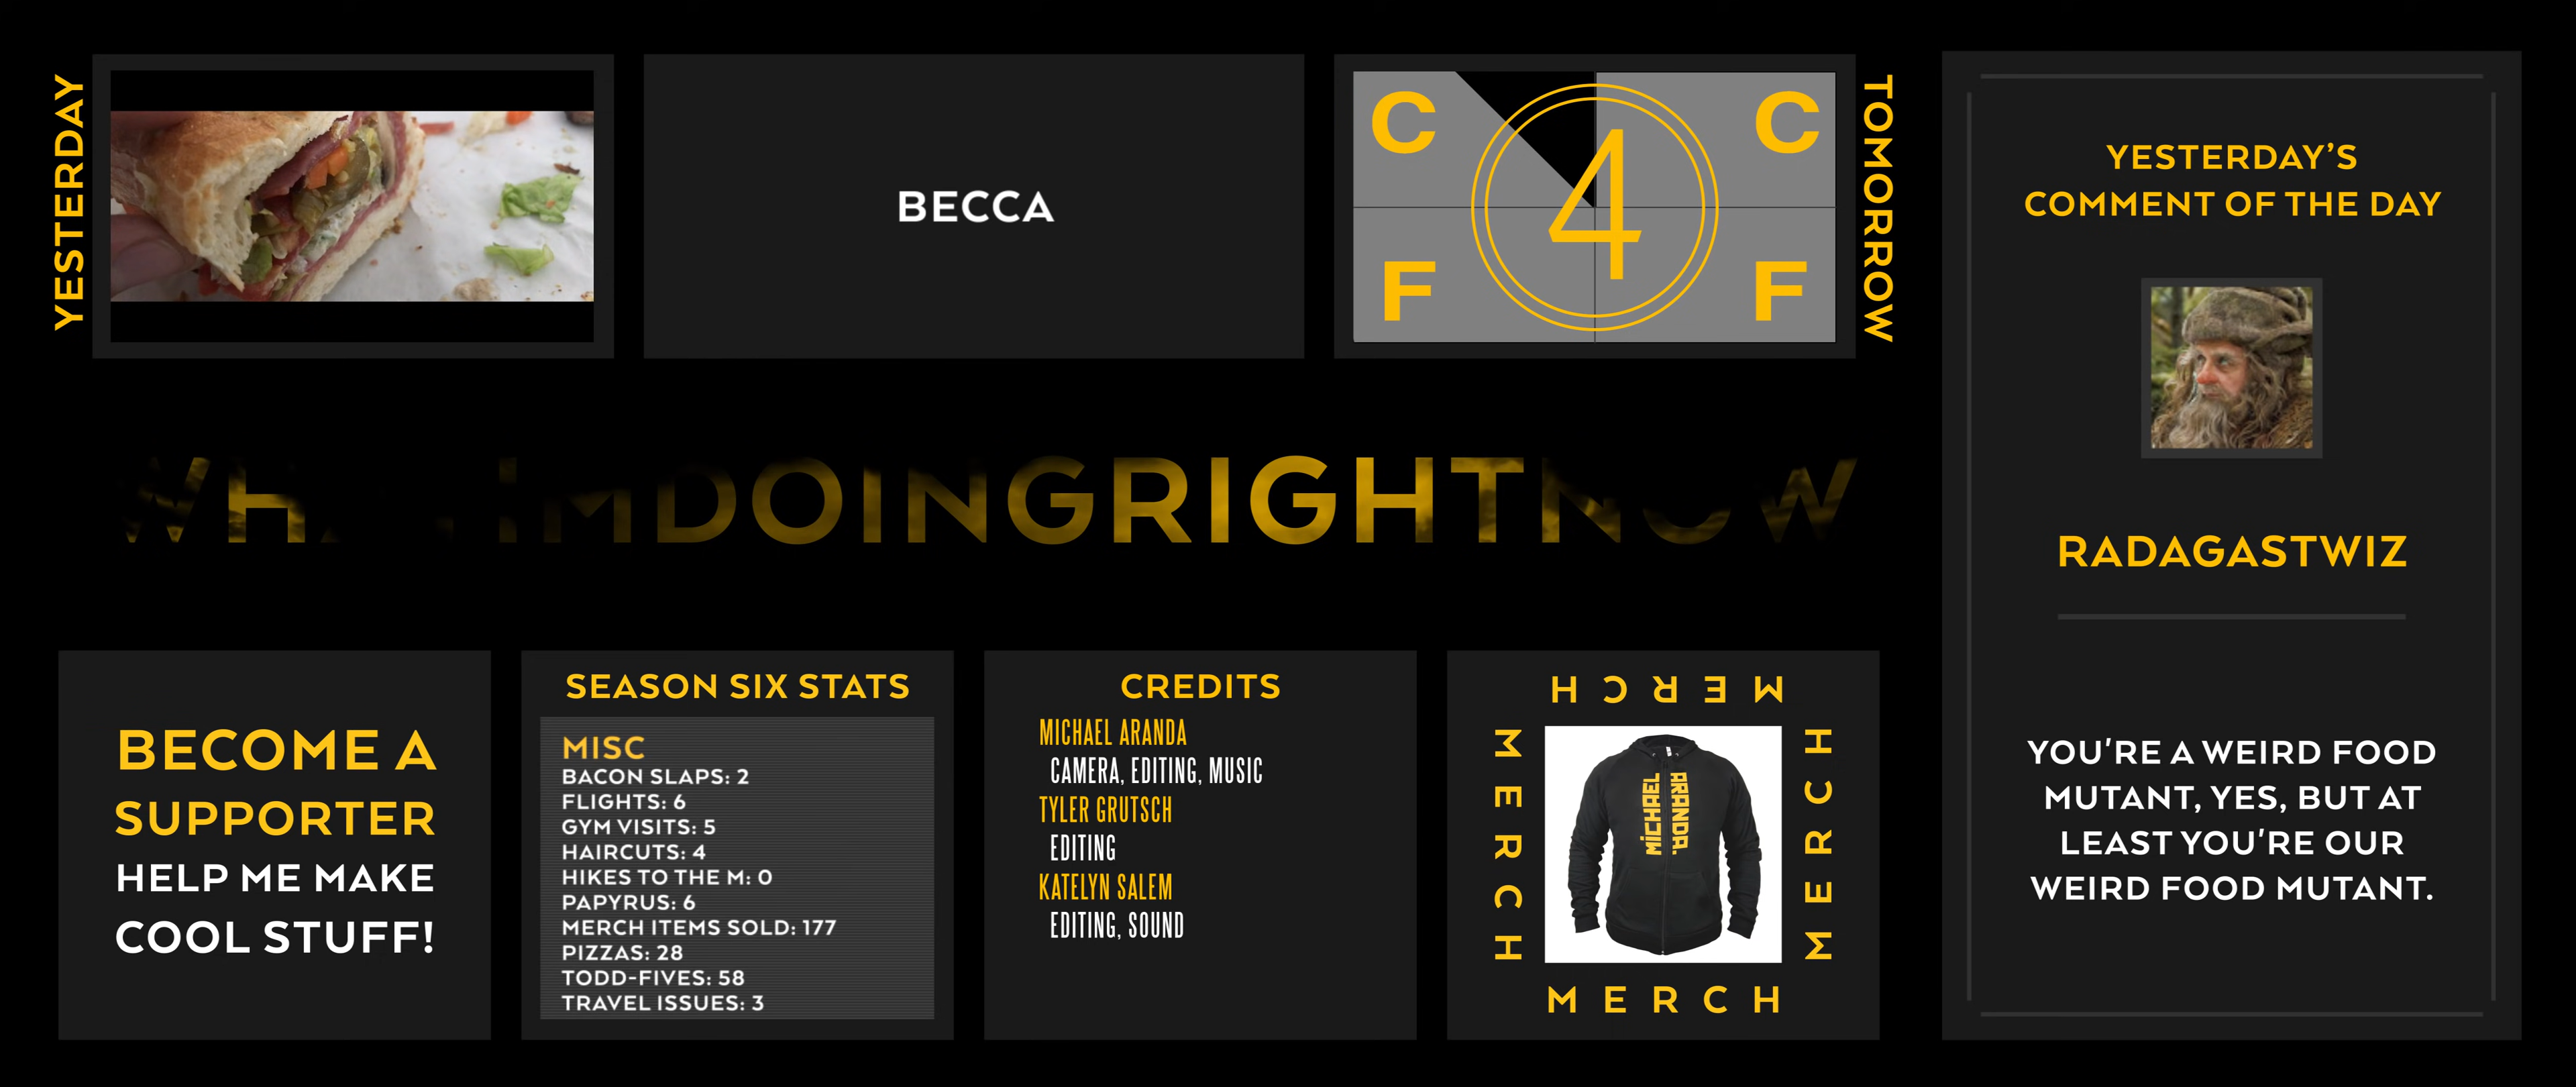 YESTERDAY
BECCA
C
C
4
F
F
TOMORROW
WHAT I'MDOINGRIGHTNOW
BECOME A
SUPPORTER
HELP ME MAKE
COOL STUFF!
SEASON SIX STATS
MISC
BACON SLAPS: 2
FLIGHTS: 6
GYM VISITS: 5
HAIRCUTS: 4
HIKES TO THE M: 0
PAPYRUS: 6
MERCH ITEMS SOLD: 177
PIZZAS: 28
TODD-FIVES: 58
TRAVEL ISSUES: 3
CREDITS
MICHAEL ARANDA
CAMERA, EDITING, MUSIC
TYLER GRUTSCH
EDITING
KATELYN SALEM
EDITING, SOUND
MERCH
MERCH
MICHAEL
ARANDA.
MERCH
MERCH
YESTERDAY'S
COMMENT OF THE DAY
RADAGASTWIZ
YOU'RE A WEIRD FOOD
MUTANT, YES, BUT AT
LEAST YOU'RE OUR
WEIRD FOOD MUTANT.